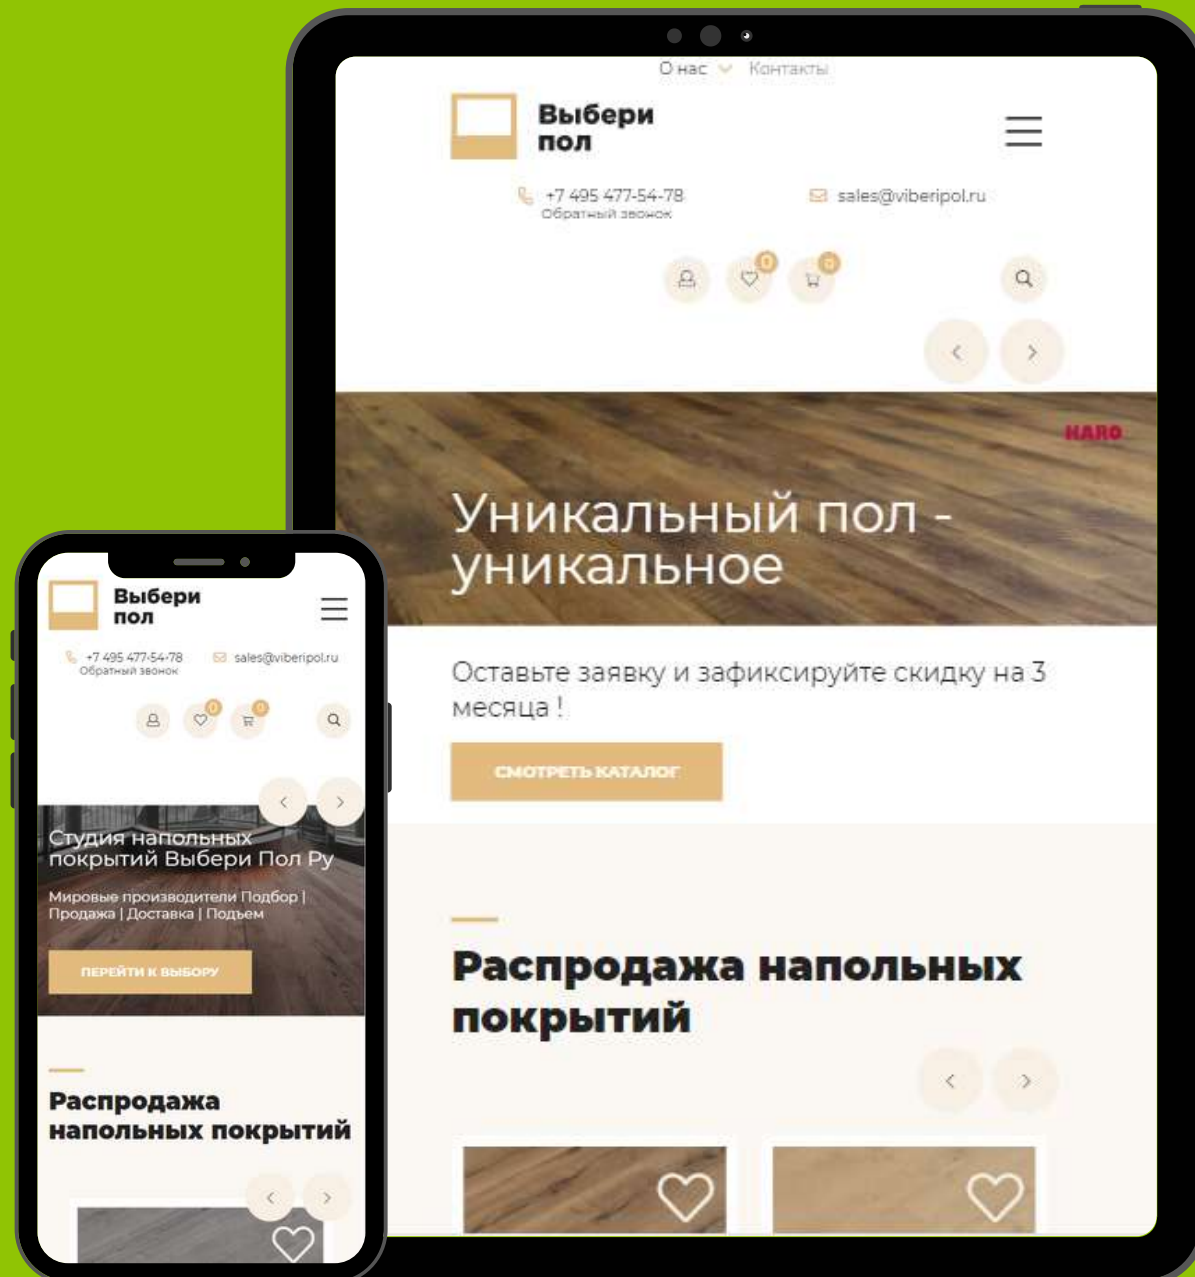 О нас Контакты
Выбери
пол
+7 495 477-54-78 sales@viberipol.ru
Обратный звонок
0 0
HARO
Уникальный пол -
уникальное
Оставьте заявку и зафиксируйте скидку на 3
месяца !
СМОТРЕТЬ КАТАЛОГ
Распродажа напольных
покрытий
Выбери
пол
+7 495 477-54-78 sales@viberipol.ru
Обратный звонок
0 0
Студия напольных
покрытий Выбери Пол Ру
Мировые производители Подбор |
Продажа | Доставка | Подъем
ПЕРЕЙТИ К ВЫБОРУ
Распродажа
напольных покрытий